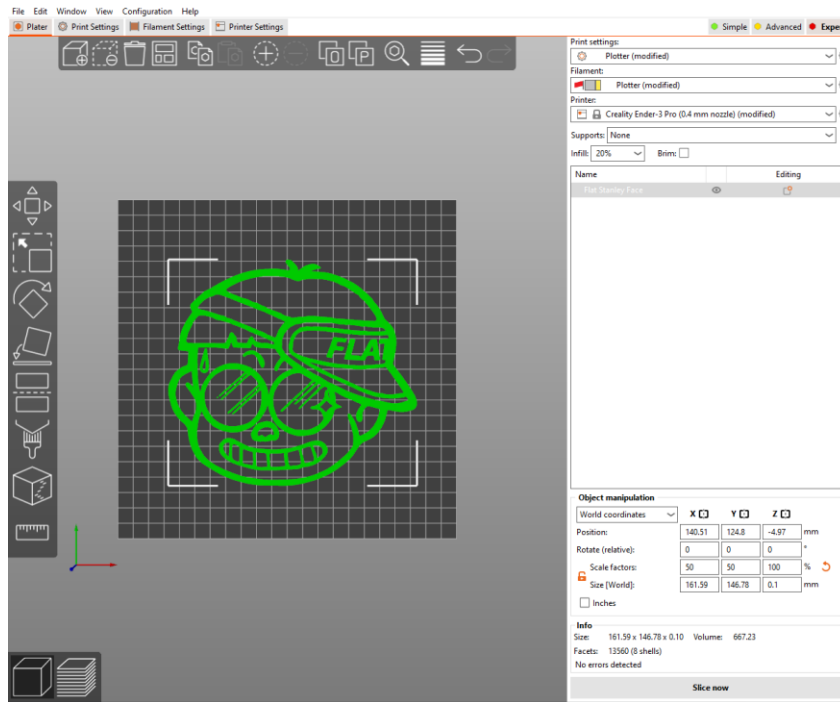 File Edit Window View Configuration Help
Plater Print Settings Filament Settings Printer Settings Simple Advanced Expe
Print settings:
Plotter (modified)
Filament:
Plotter (modified)
Printer:
Creality Ender-3 Pro (0.4 mm nozzle) (modified)
Supports: None
Infill: 20% Brim:
Name Editing
Flat Stanley Face
FLAT
Object manipulation
World coordinates X Y Z
Position: 140.51 124.8 -4.97 mm
Rotate (relative): 0 0 0 °
Scale factors: 50 50 100 %
Size [World]: 161.59 146.78 0.1 mm
Inches
Info
Size: 161.59 x 146.78 x 0.10 Volume: 667.23
Facets: 13560 (8 shells)
No errors detected
Slice now